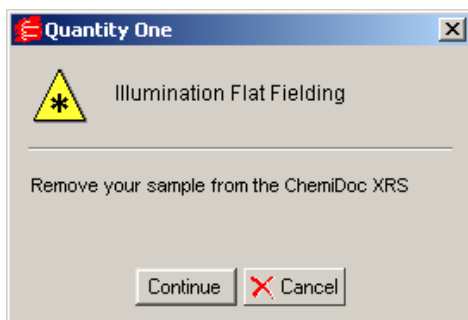 Quantity One
Illumination Flat Fielding
Remove your sample from the ChemiDoc XRS
Continue Cancel